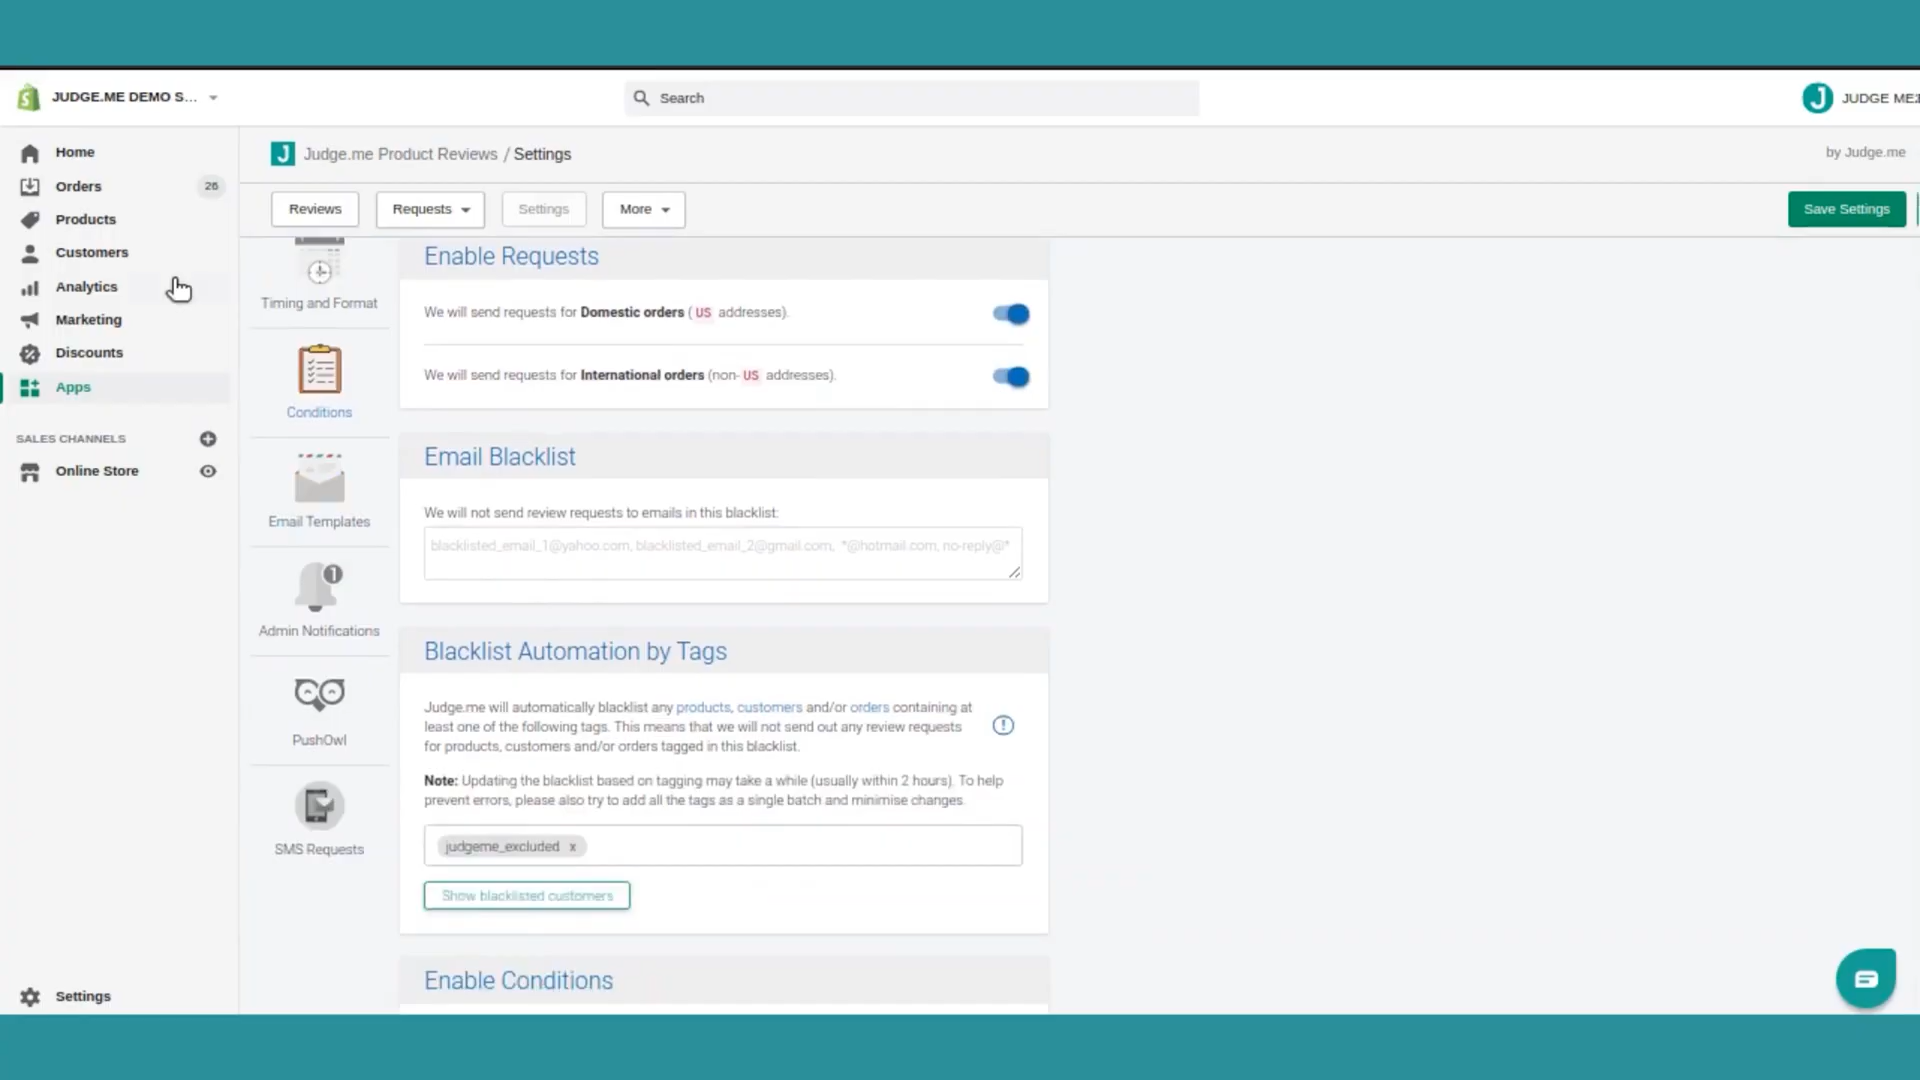 JUDGE.ME DEMO S...
Search
J
JUDGE ME
Home
Orders
26
Products
Customers
Analytics
Marketing
Discounts
Apps
SALES CHANNELS
Online Store
Settings
J Judge.me Product Reviews / Settings
by Judge.me
Reviews
Requests
Settings
More
Save Settings
Timing and Format
Conditions
Email Templates
1
Admin Notifications
PushOwl
SMS Requests
Enable Requests
We will send requests for Domestic orders ( US addresses).
We will send requests for International orders (non- US addresses).
Email Blacklist
We will not send review requests to emails in this blacklist:
blacklisted_email_1@yahoo.com, blacklisted_email_2@gmail.com, *@hotmail.com, no-reply@*
Blacklist Automation by Tags
Judge.me will automatically blacklist any products, customers and/or orders containing at
least one of the following tags. This means that we will not send out any review requests
for products, customers and/or orders tagged in this blacklist.
Note: Updating the blacklist based on tagging may take a while (usually within 2 hours). To help
prevent errors, please also try to add all the tags as a single batch and minimise changes.
judgeme_excluded x
Show blacklisted customers
Enable Conditions